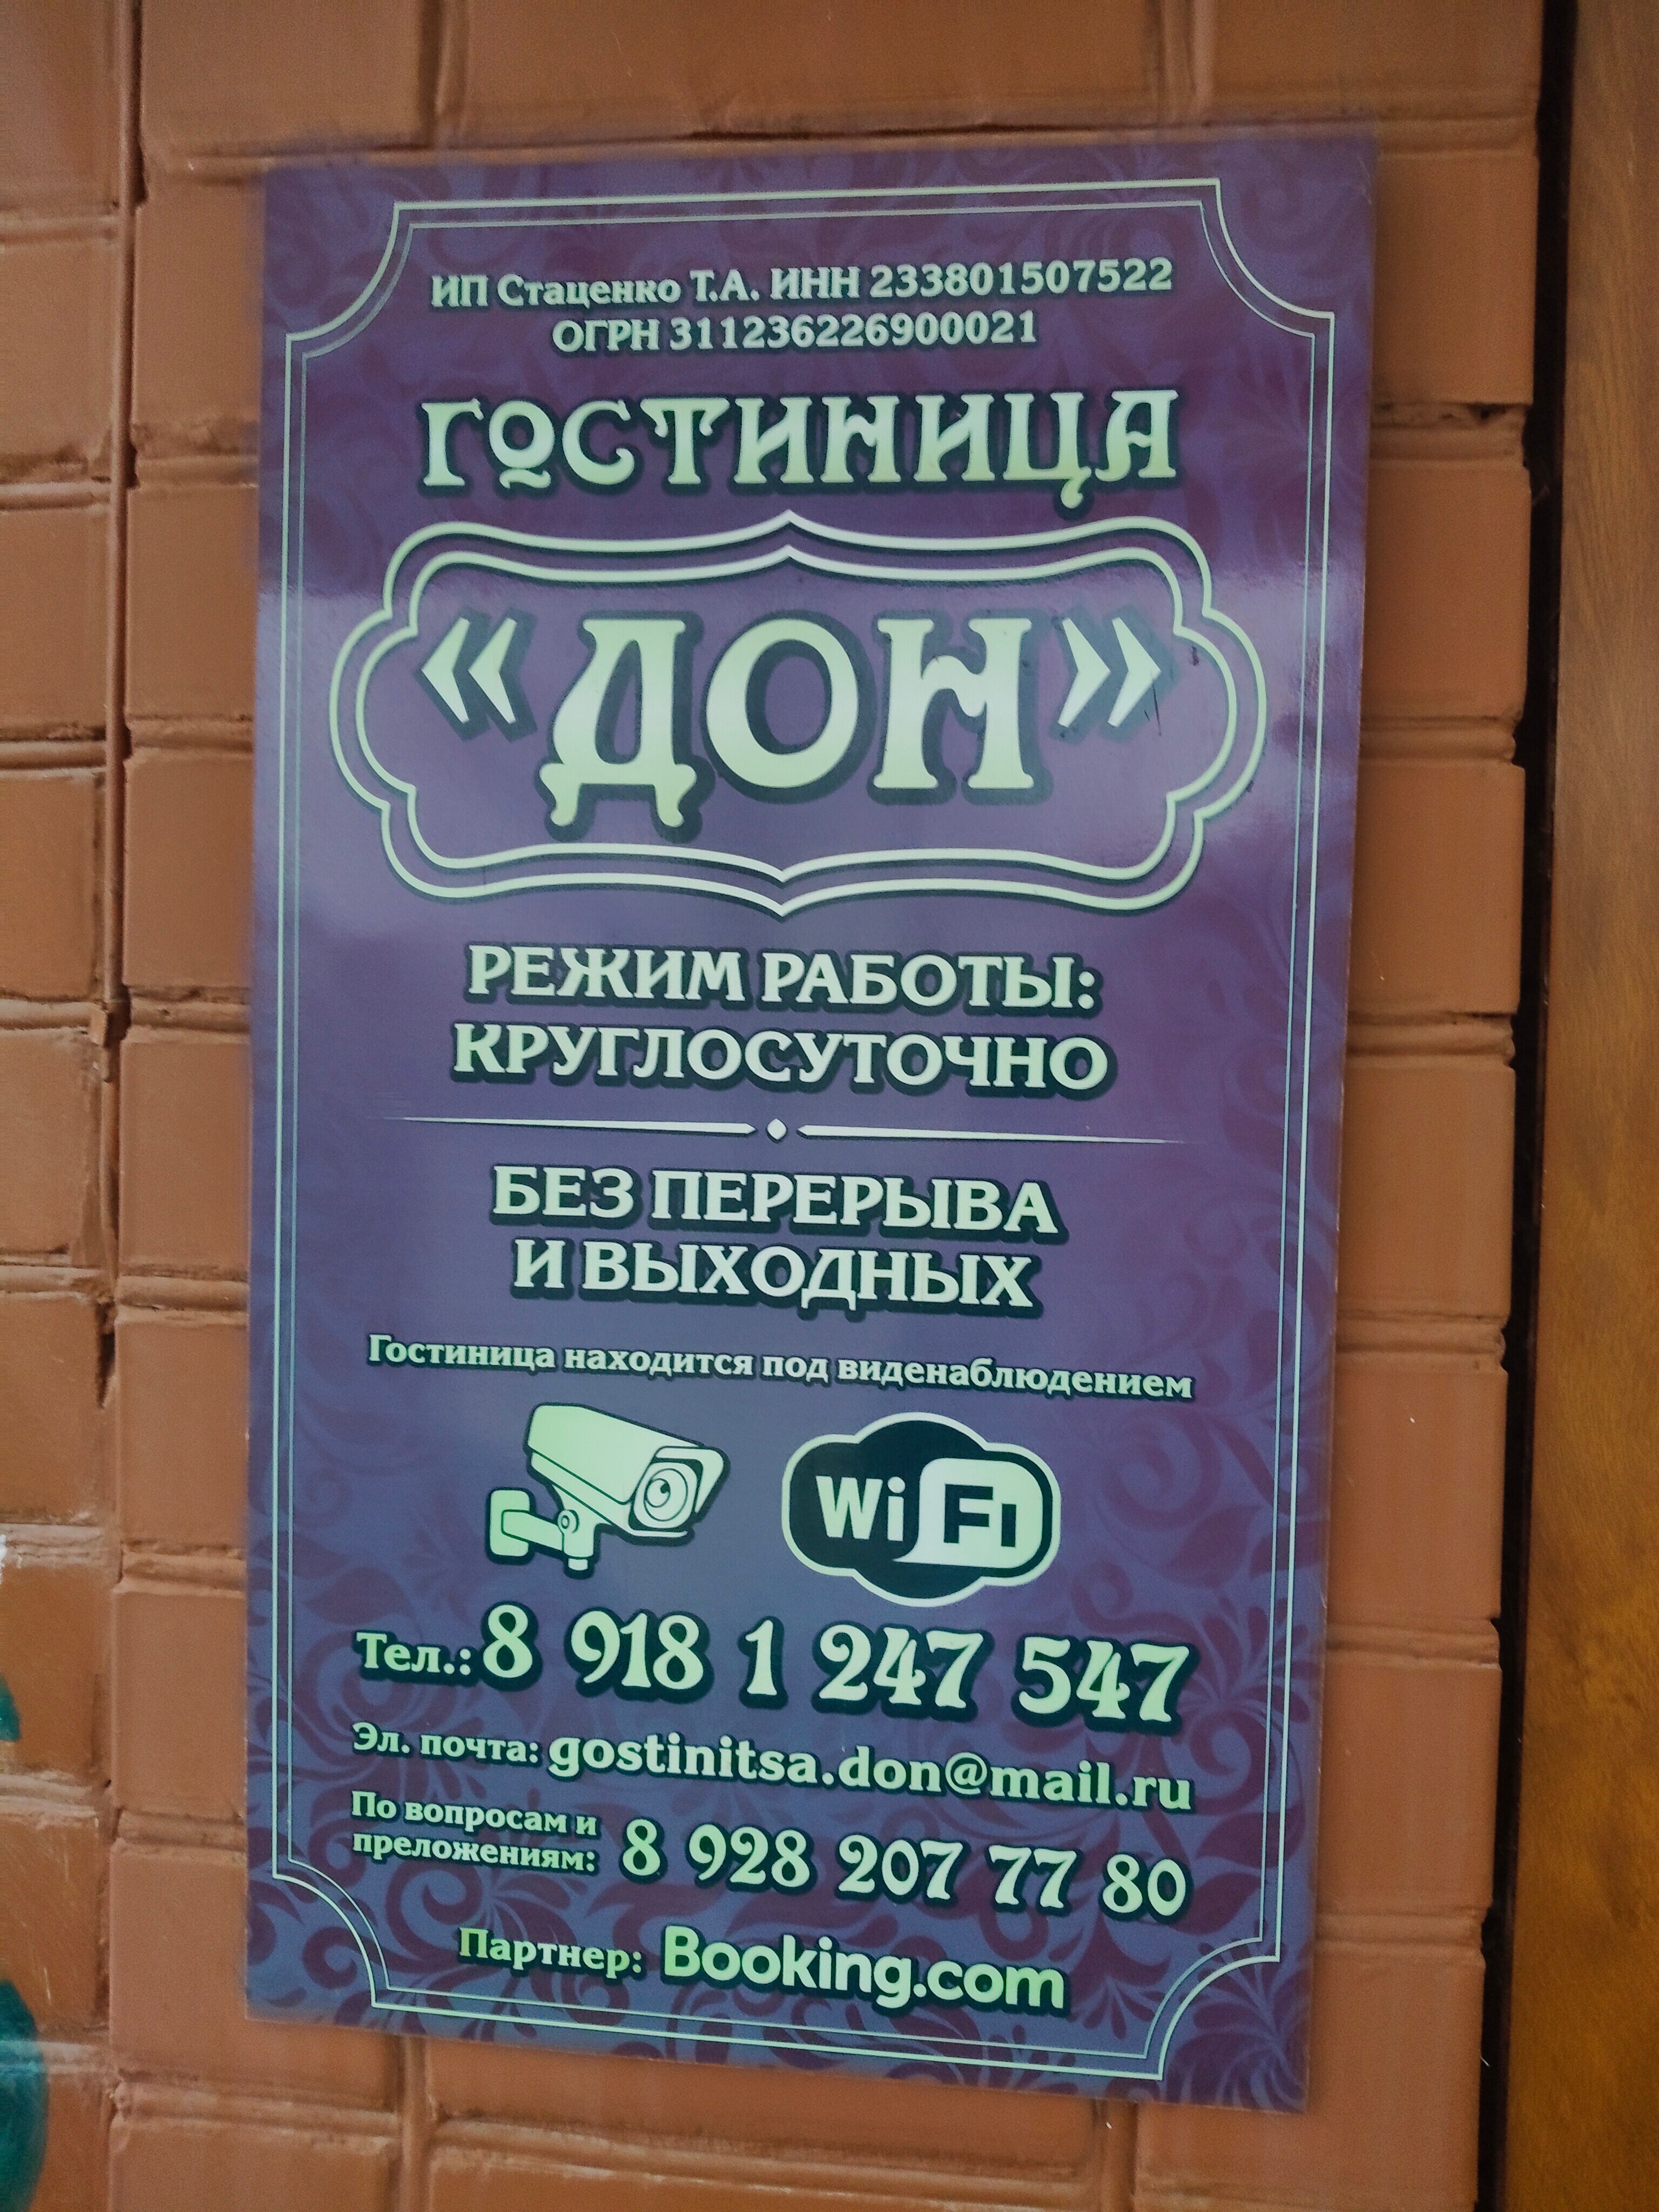 ИП Стаценко Т.А. ИНН 233801507522
ОГРН 311236226900021
ГОСТИНИЦА
«ДОН»
РЕЖИМ РАБОТЫ:
КРУГЛОСУТОЧНО
БЕЗ ПЕРЕРЫВА
И ВЫХОДНЫХ
Гостиница находится под виденаблюдением
Wi Fi
Тел.: 8 918 1 247 547
Эл. почта: gostinitsa.don@mail.ru
По вопросам и
преложениям: 8 928 207 77 80
Партнер: Booking.com